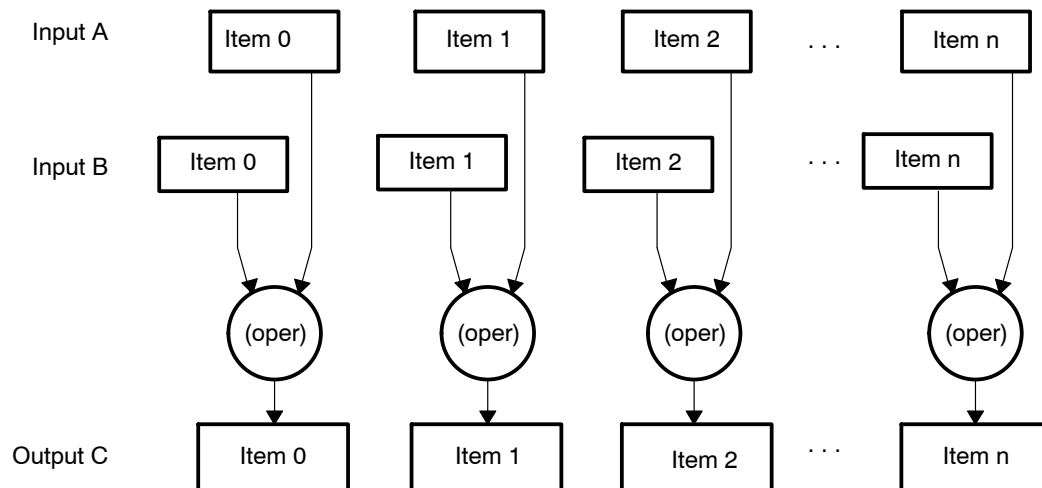 Input A Item 0 Item 1 Item 2 . . . Item n
Input B Item 0 Item 1 Item 2 . . . Item n
(oper) (oper) (oper) (oper)
Output C Item 0 Item 1 Item 2 . . . Item n